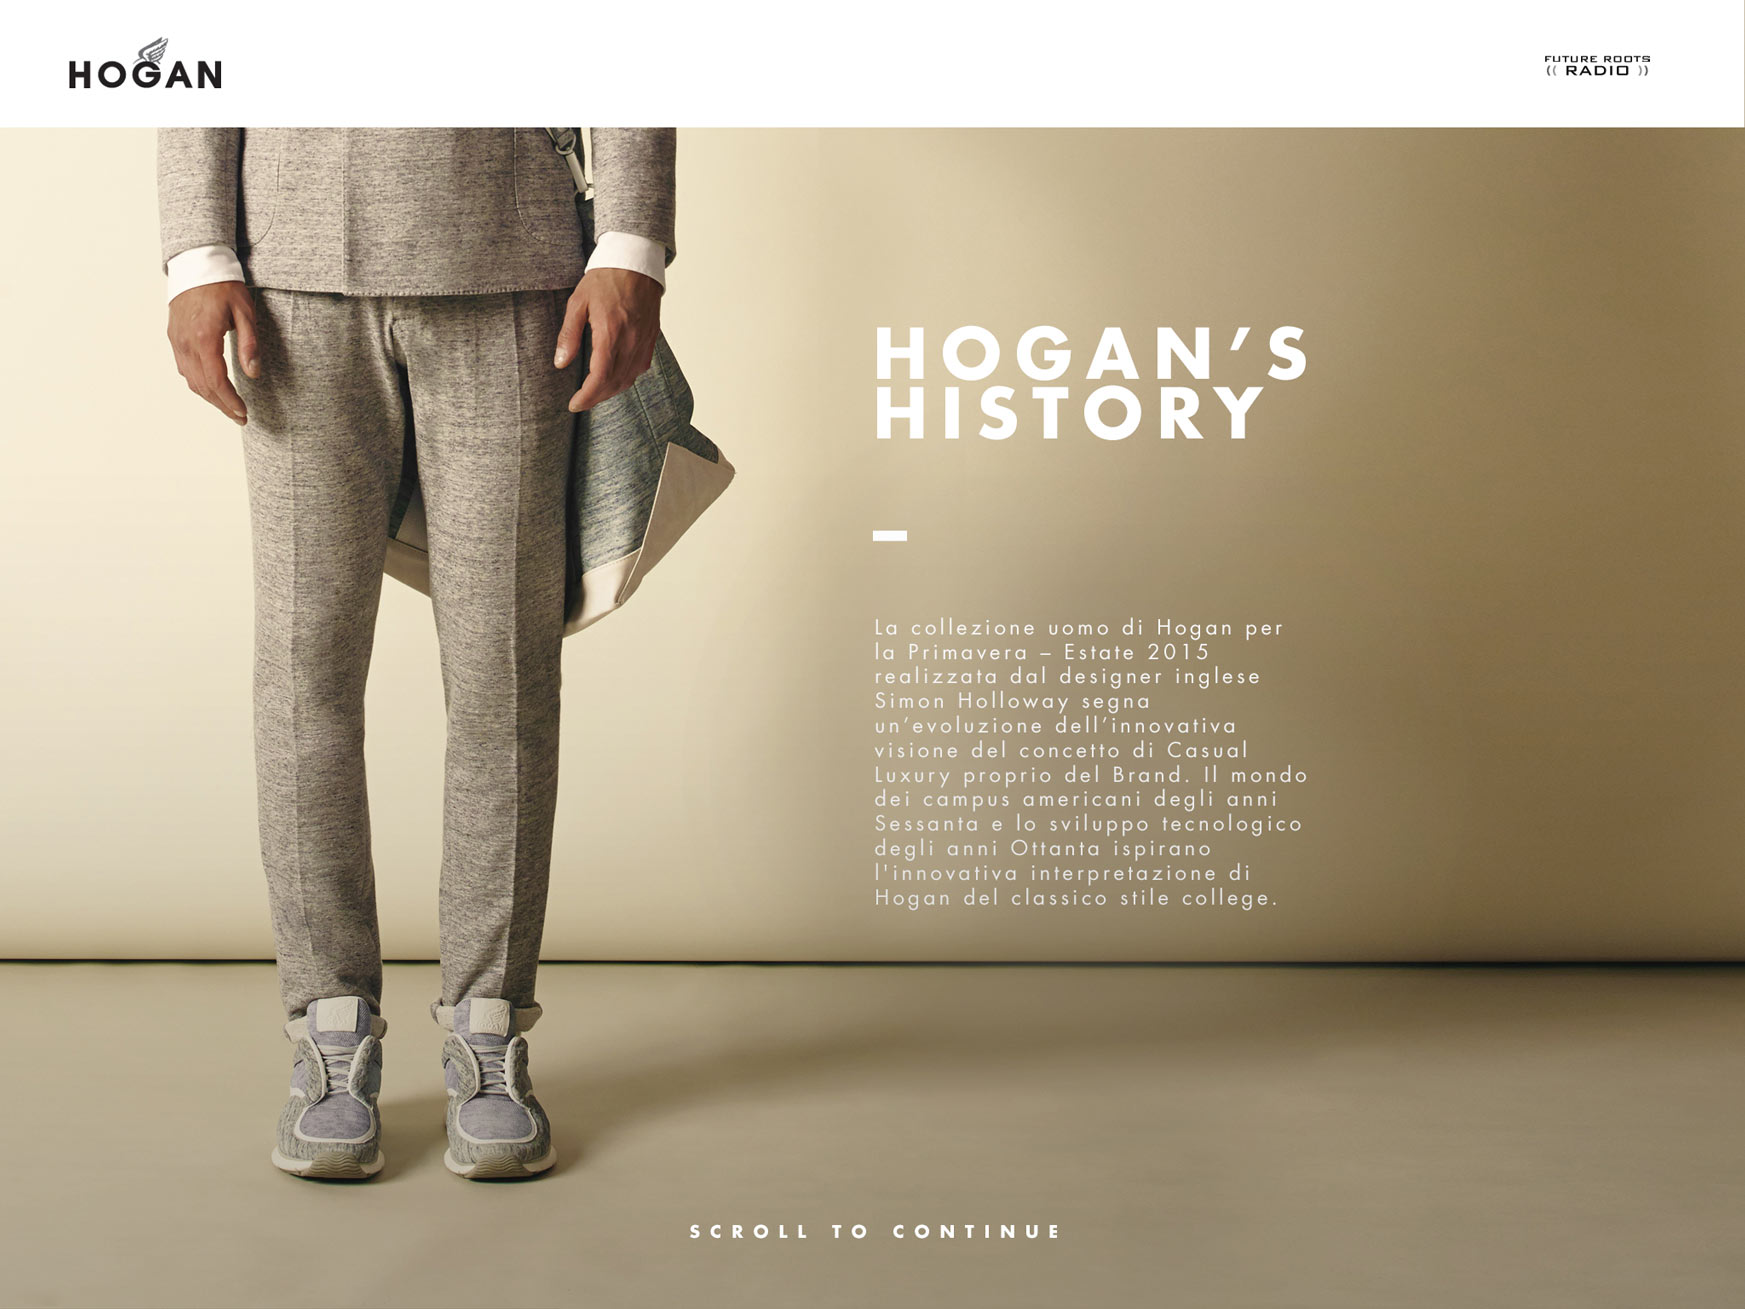 HOGAN
FUTURE ROOTS
(( RADIO ))
HOGAN’S
HISTORY
La collezione uomo di Hogan per
la Primavera – Estate 2015
realizzata dal designer inglese
Simon Holloway segna
un’evoluzione dell’innovativa
visione del concetto di Casual
Luxury proprio del Brand. Il mondo
dei campus americani degli anni
Sessanta e lo sviluppo tecnologico
degli anni Ottanta ispirano
l'innovativa interpretazione di
Hogan del classico stile college.
SCROLL TO CONTINUE